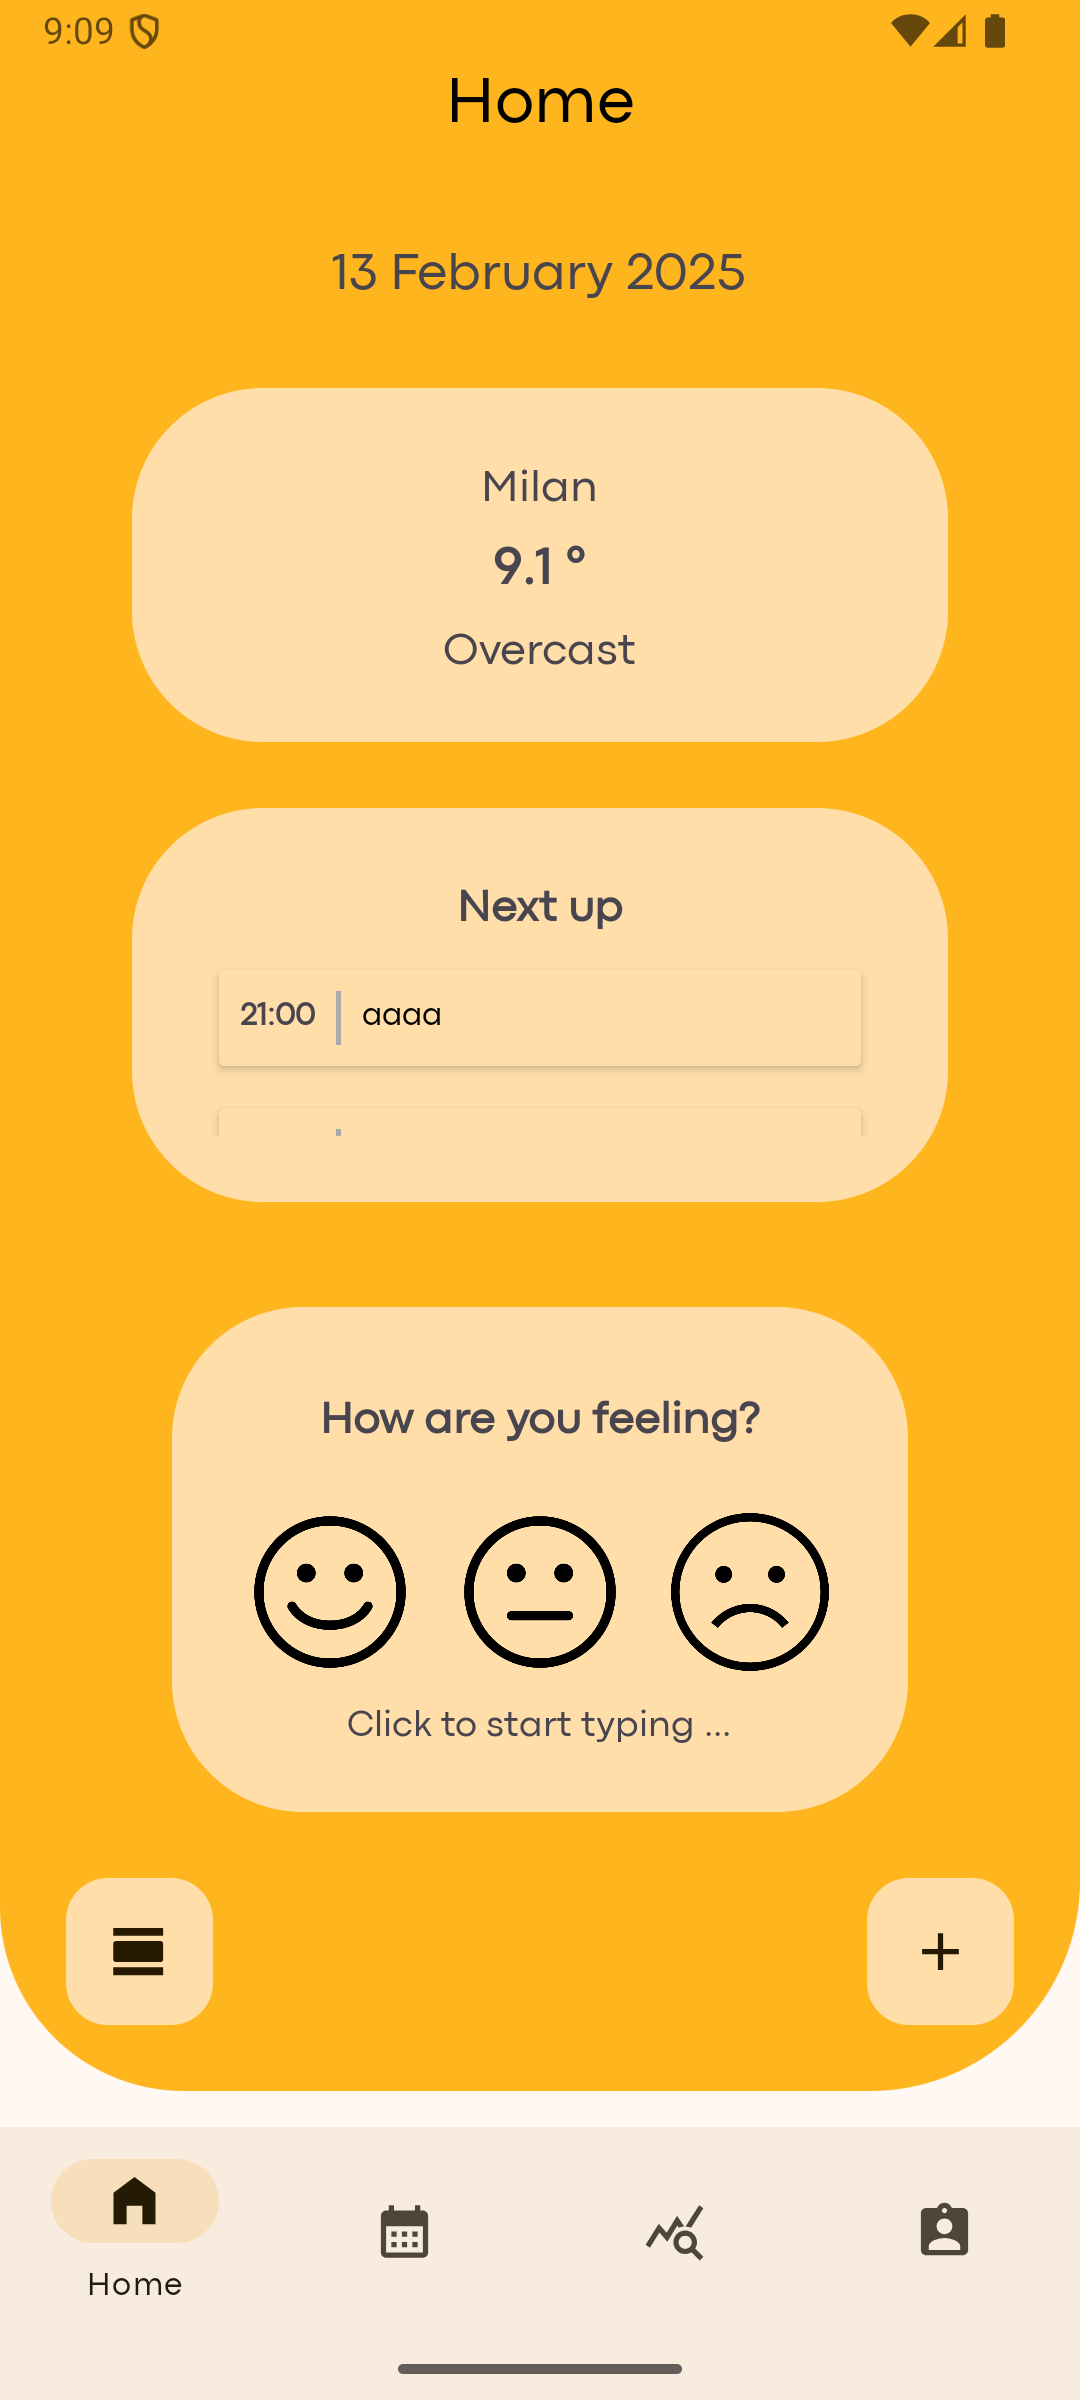 9:09
Home
13 February 2025
Milan
9.1 °
Overcast
Next up
21:00 aaaa
How are you feeling?
Click to start typing ...
Home